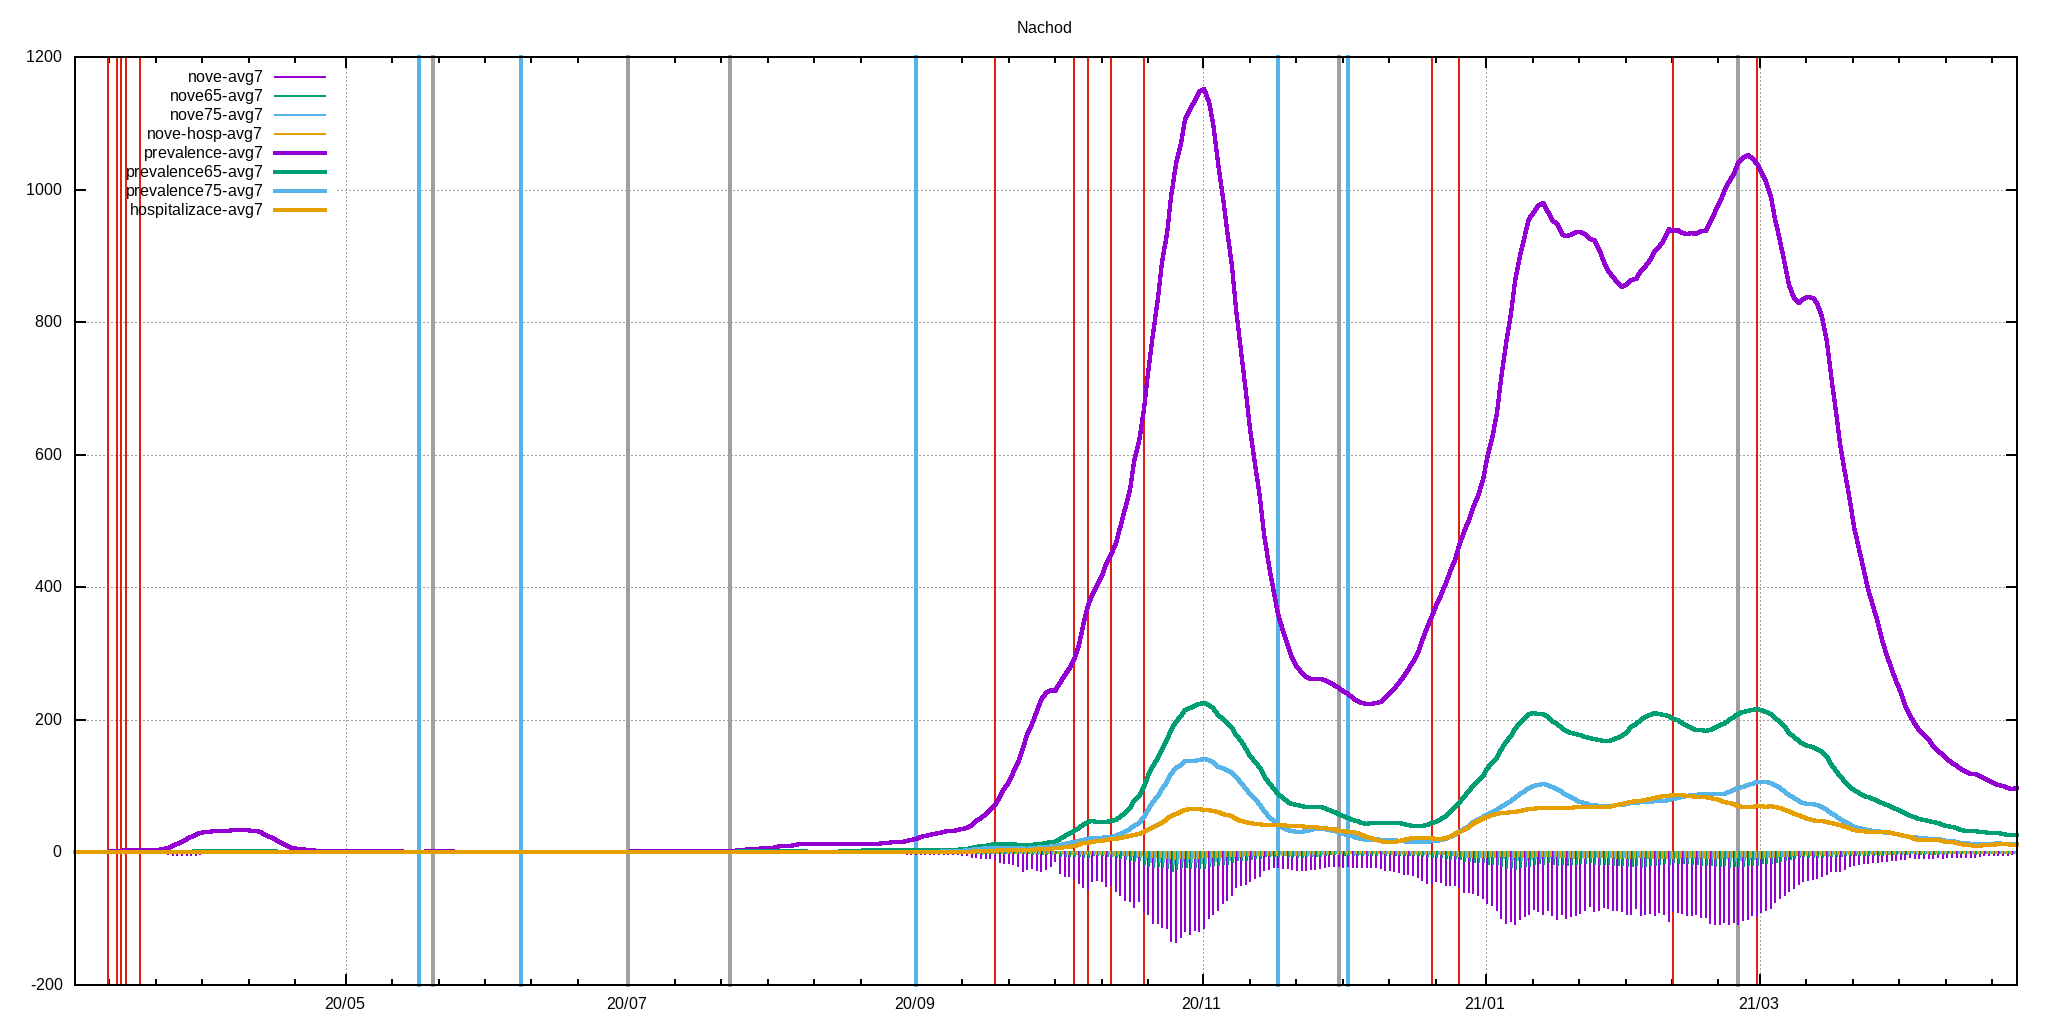 Nachod
1200
1000
800
600
400
200
0
-200
nove-avg7
nove65-avg7
nove75-avg7
nove-hosp-avg7
prevalence-avg7
prevalence65-avg7
prevalence75-avg7
hospitalizace-avg7
20/05
20/07
20/09
20/11
21/01
21/03